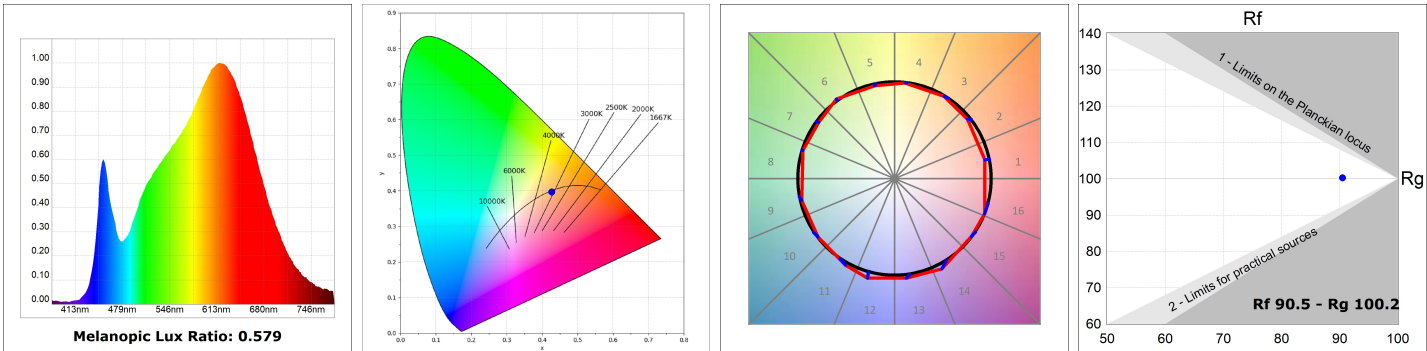 1.00
0.90
0.80
0.70
0.60
0.50
0.40
0.30
0.20
0.10
0.00
413nm 479nm 546nm 613nm 680nm 746nm
Melanopic Lux Ratio: 0.579
0.9
0.8
0.7
0.6
0.5
0.4
0.3
0.2
0.1
0.0
y
0.0 0.1 0.2 0.3 0.4 0.5 0.6 0.7 0.8
x
10000K
6000K
4000K
3000K
2500K
2000K
1667K
1
2
3
4
5
6
7
8
9
10
11
12
13
14
15
16
Rf
140
130
120
110
100
90
80
70
60
Rg
1 - Limits on the Planckian locus
2 - Limits for practical sources
Rf 90.5 - Rg 100.2
50 60 70 80 90 100